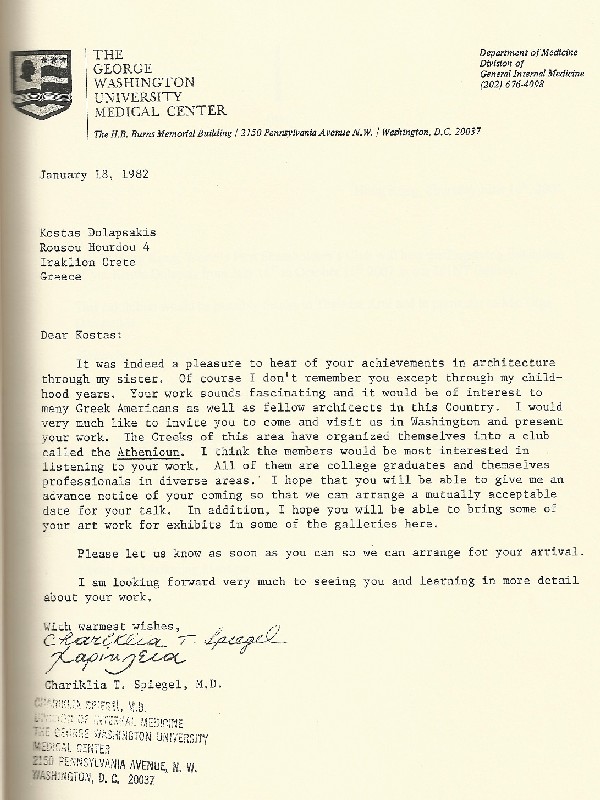 THE
GEORGE
WASHINGTON
UNIVERSITY
MEDICAL CENTER
Department of Medicine
Division of
General Internal Medicine
(202) 676-4098
The H.B. Burns Memorial Building / 2150 Pennsylvania Avenue N.W. / Washington, D.C. 20037
January 18, 1982
Kostas Dolapsakis
Rousou Hourdou 4
Iraklion Crete
Greece
Dear Kostas:
It was indeed a pleasure to hear of your achievements in architecture
through my sister. Of course I don't remember you except through my child-
hood years. Your work sounds fascinating and it would be of interest to
many Greek Americans as well as fellow architects in this Country. I would
very much like to invite you to come and visit us in Washington and present
your work. The Greeks of this area have organized themselves into a club
called the Athenioun. I think the members would be most interested in
listening to your work. All of them are college graduates and themselves
professionals in diverse areas. I hope that you will be able to give me an
advance notice of your coming so that we can arrange a mutually acceptable
date for your talk. In addition, I hope you will be able to bring some of
your art work for exhibits in some of the galleries here.
Please let us know as soon as you can so we can arrange for your arrival.
I am looking forward very much to seeing you and learning in more detail
about your work.
With warmest wishes,
Chariklia T Spiegel
Chariklia T. Spiegel, M.D.
CHARIKLIA SPIEGEL, M.D.
DIVISION OF INTERNAL MEDICINE
THE GEORGE WASHINGTON UNIVERSITY
MEDICAL CENTER
2150 PENNSYLVANIA AVENUE, N. W.
WASHINGTON, D. C. 20037